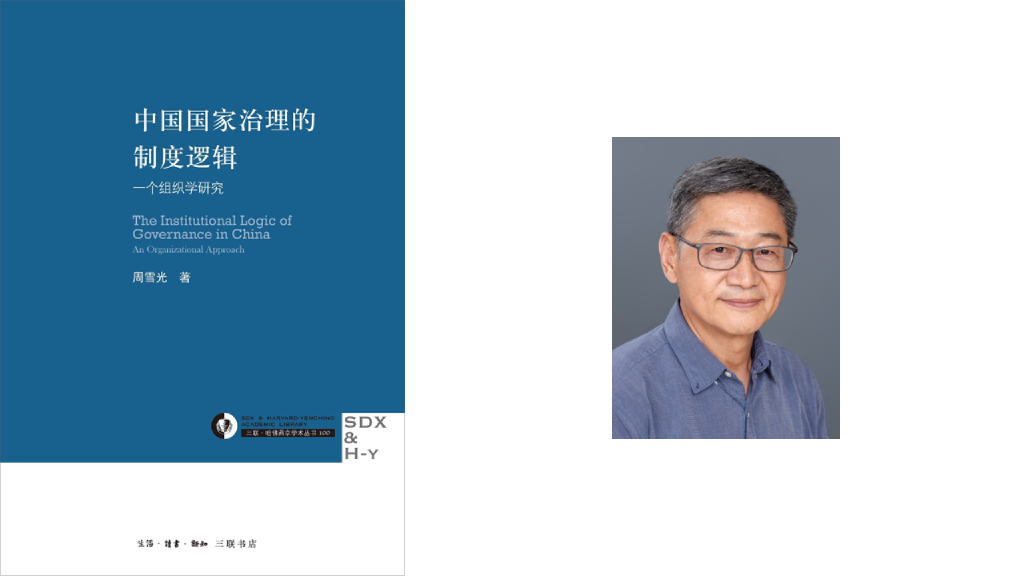 中国国家治理的
制度逻辑
一个组织学研究
The Institutional Logic of
Governance in China
An Organizational Approach
周雪光 著
SDX & HARVARD-YENCHING
ACADEMIC LIBRARY
三联·哈佛燕京学术丛书 100
SDX
&
H-Y
生活·讀書·新知 三联书店